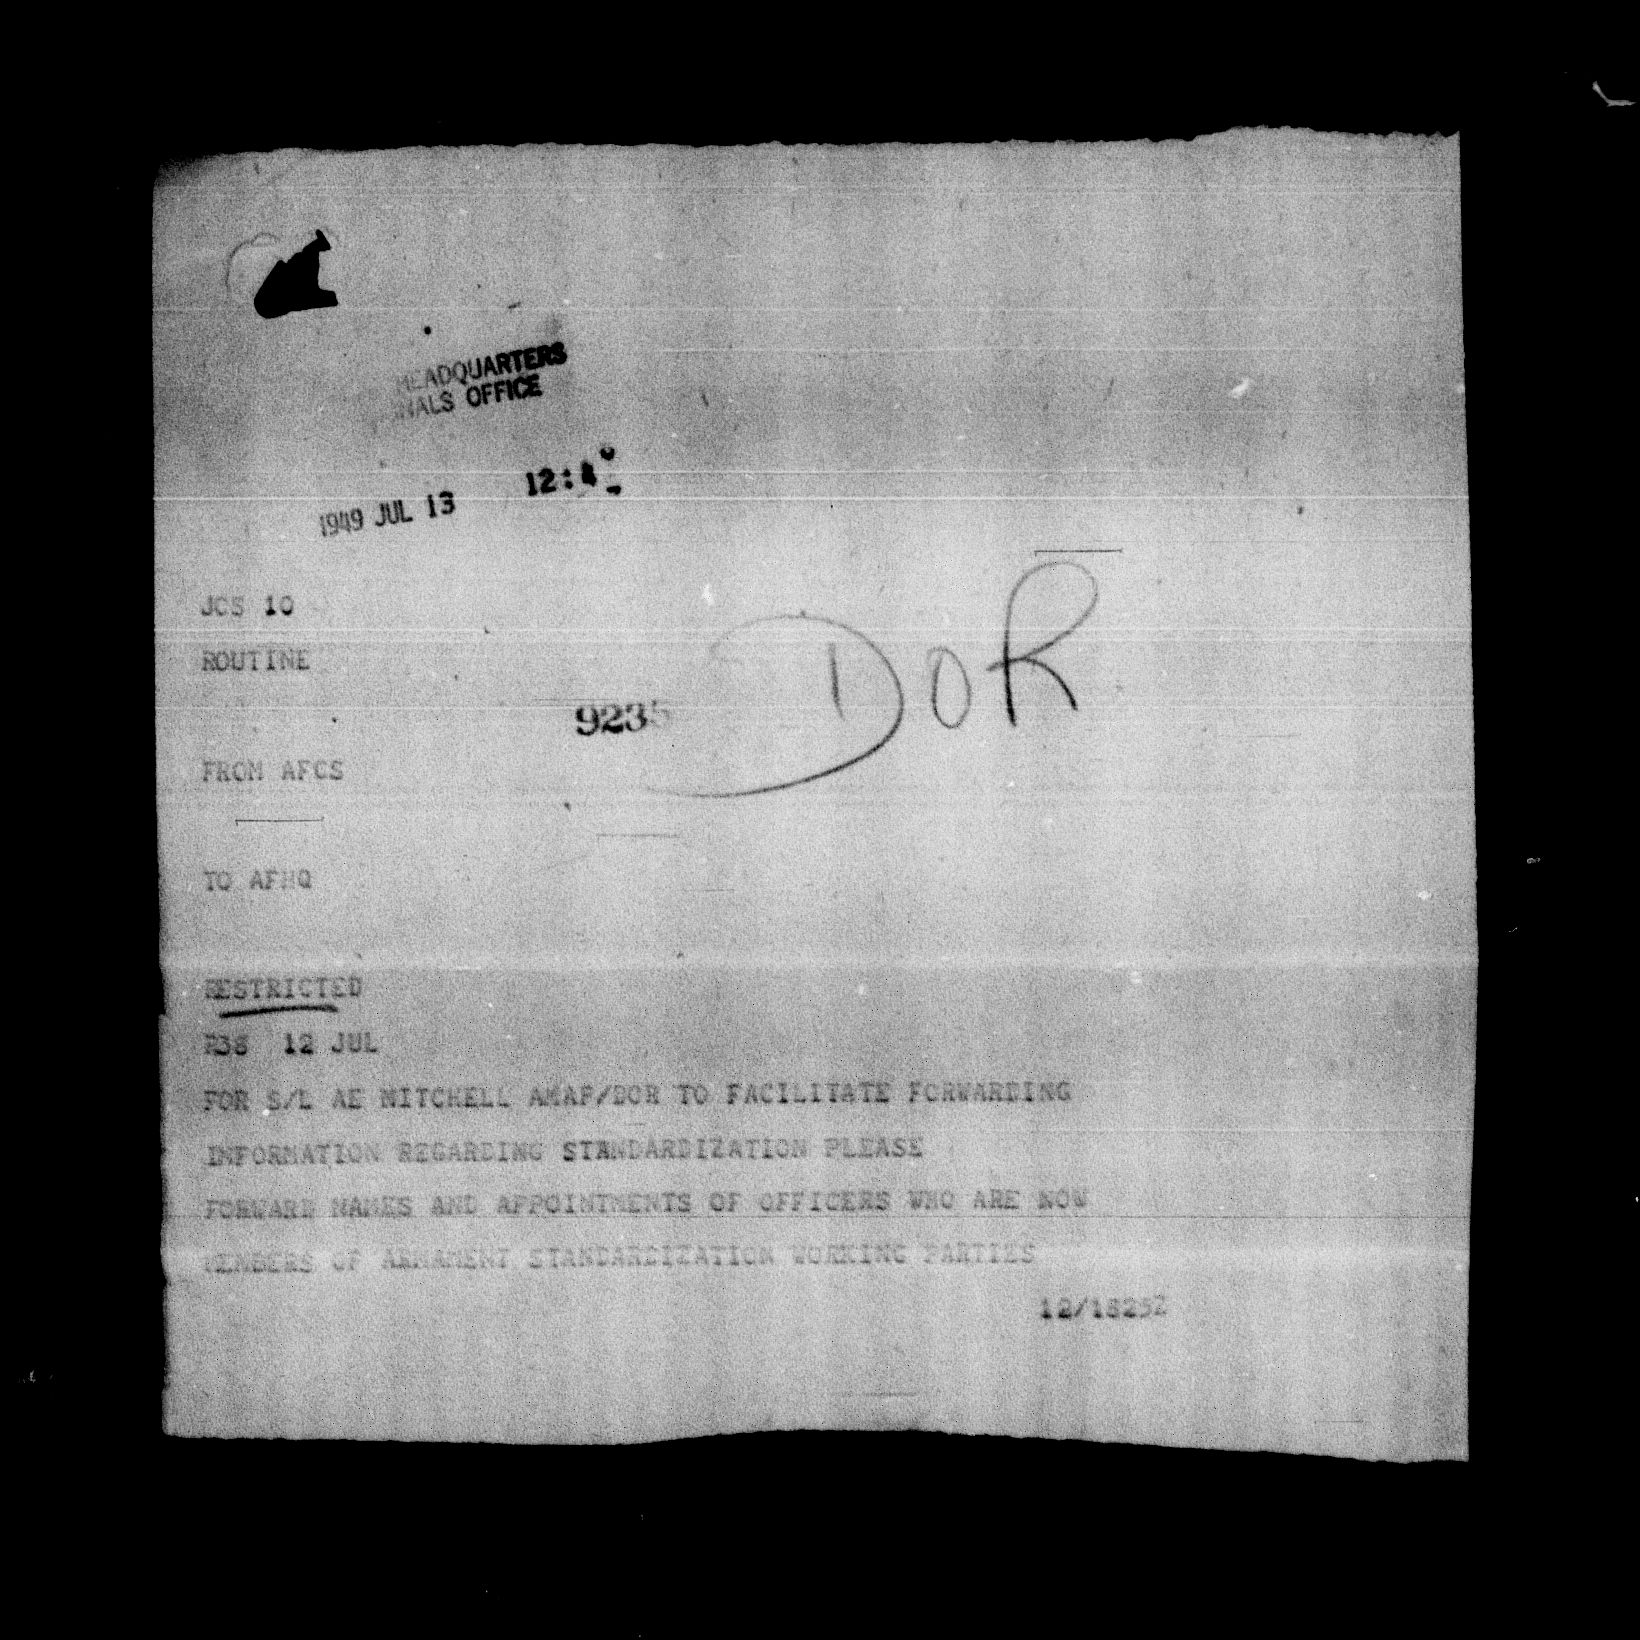 HEADQUARTERS
NALS OFFICE
1949 JUL 13 12:4
JCS 10
ROUTINE
DOR
9235
FROM AFCS
TO AFHQ
RESTRICTED
12 JUL
FOR S/L AE MITCHELL AMAP/DOR TO FACILITATE FORWARDING
INFORMATION REGARDING STANDARDIZATION PLEASE
FORWARD NAMES AND APPOINTMENTS OF OFFICERS WHO ARE NOW
MEMBERS OF ARMAMENT STANDARDIZATION WORKING PARTIES